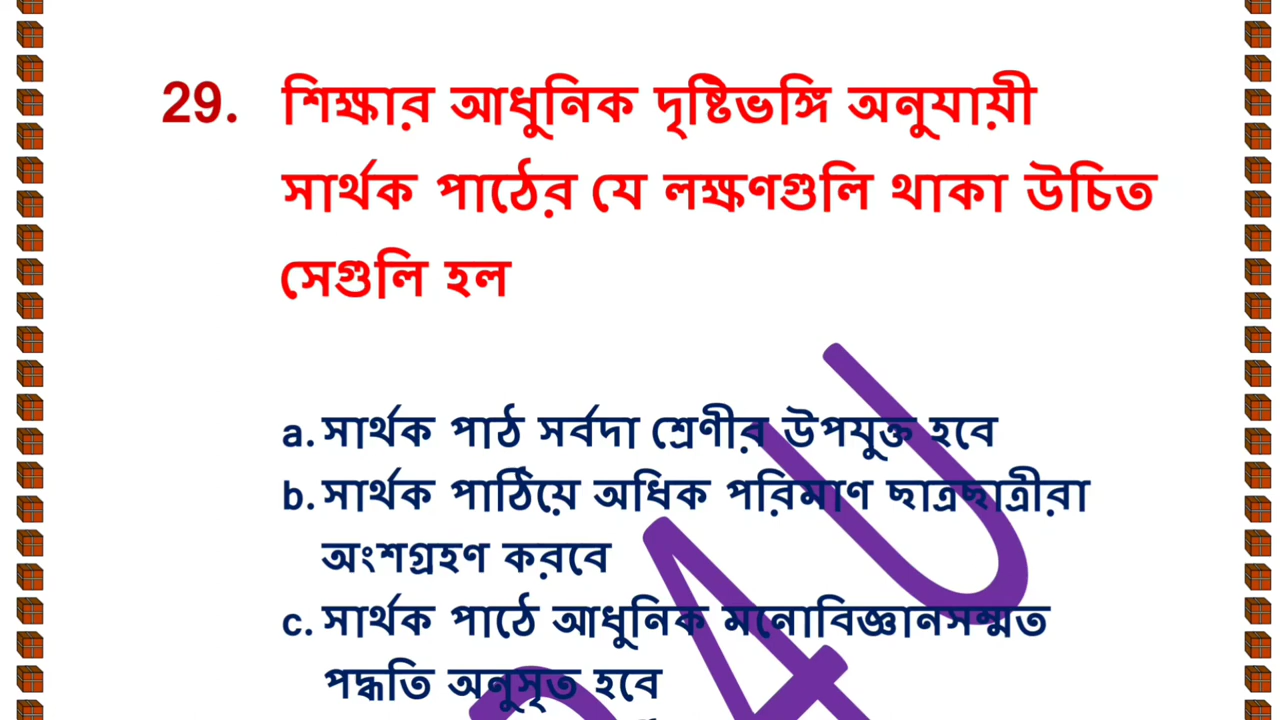 29. শিক্ষার আধুনিক দৃষ্টিভঙ্গি অনুযায়ী
সার্থক পাঠের যে লক্ষণগুলি থাকা উচিত
সেগুলি হল
a. সার্থক পাঠ সর্বদা শ্রেণীর উপযুক্ত হবে
b. সার্থক পাঠিয়ে অধিক পরিমাণ ছাত্রছাত্রীরা
অংশগ্রহণ করবে
c. সার্থক পাঠে আধুনিক মনোবিজ্ঞানসম্মত
পদ্ধতি অনুসৃত হবে
4U